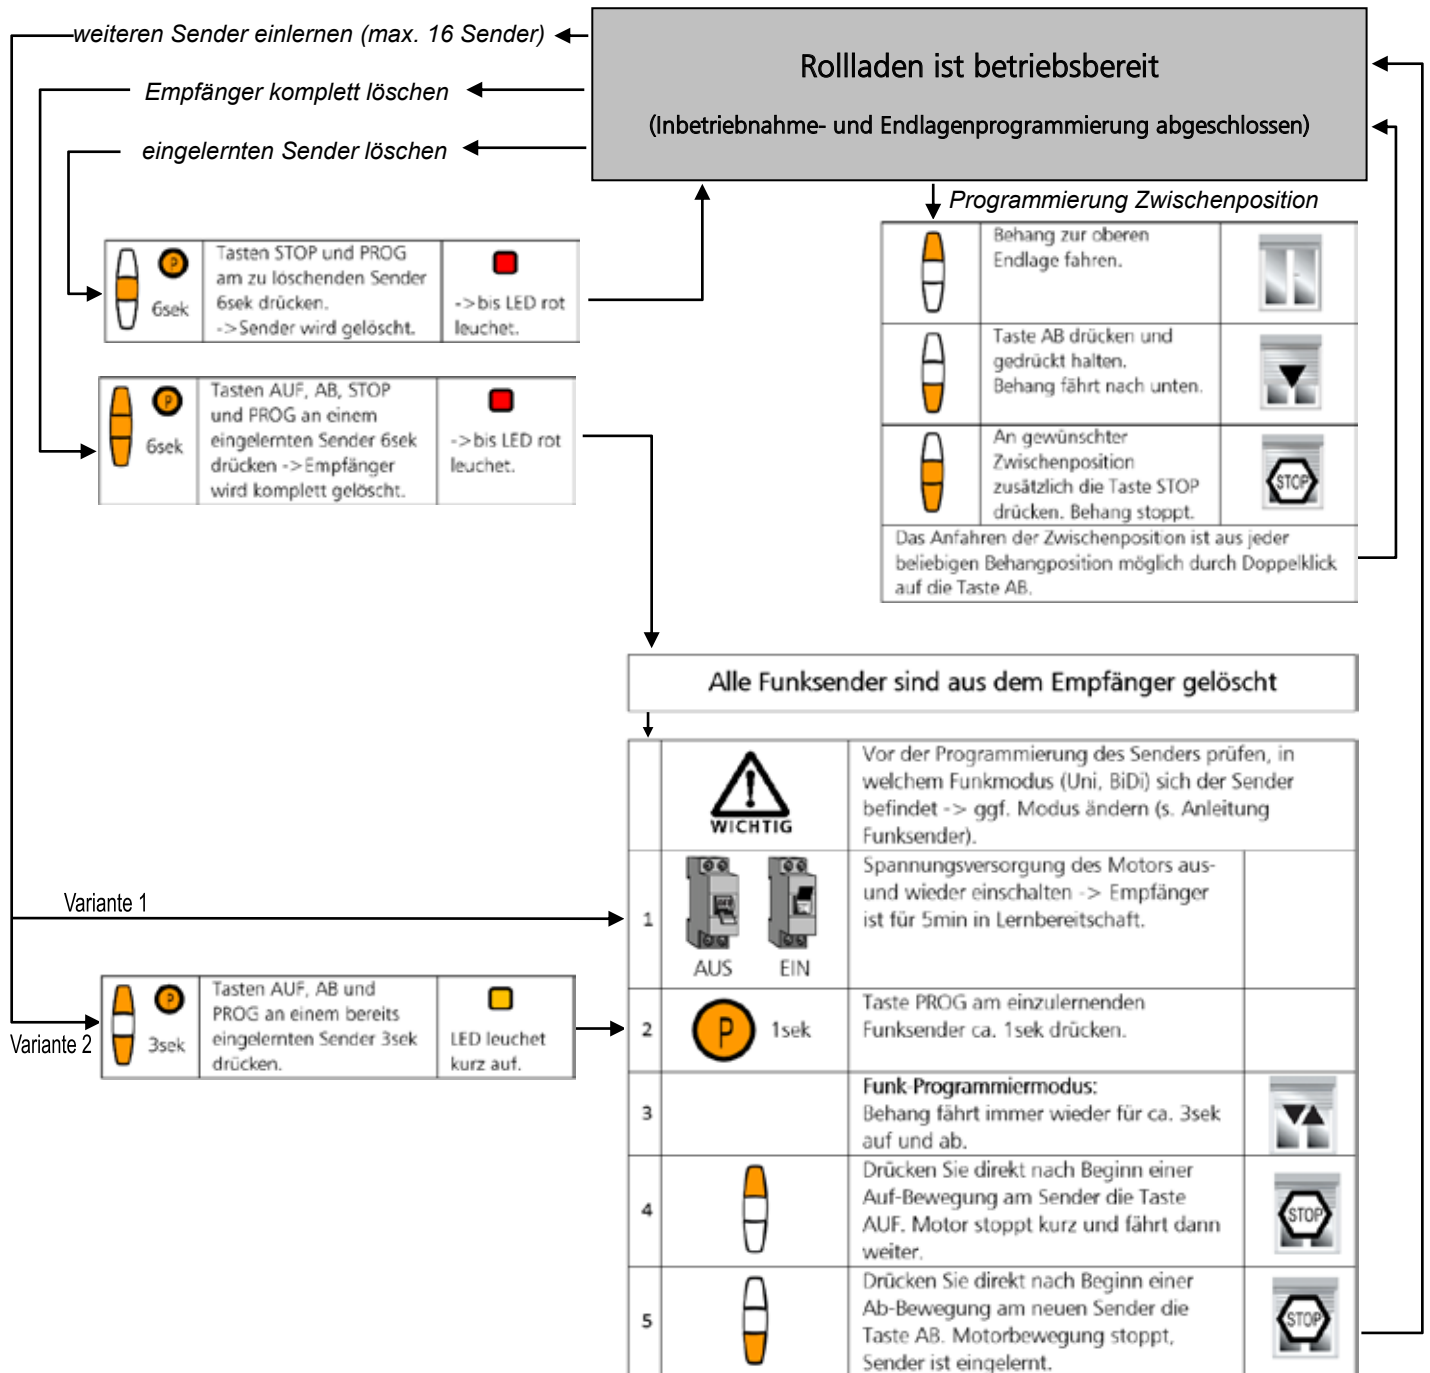 weiteren Sender einlernen (max. 16 Sender)
Empfänger komplett löschen
eingelernten Sender löschen
Rollladen ist betriebsbereit
(Inbetriebnahme- und Endlagenprogrammierung abgeschlossen)
Programmierung Zwischenposition
P
6sek
Tasten STOP und PROG
am zu löschenden Sender
6sek drücken.
->Sender wird gelöscht.
->bis LED rot
leuchet.
P
6sek
Tasten AUF, AB, STOP
und PROG an einem
eingelernten Sender 6sek
drücken ->Empfänger
wird komplett gelöscht.
->bis LED rot
leuchet.
Behang zur oberen
Endlage fahren.
Taste AB drücken und
gedrückt halten.
Behang fährt nach unten.
An gewünschter
Zwischenposition
zusätzlich die Taste STOP
drücken. Behang stoppt.
STOP
Das Anfahren der Zwischenposition ist aus jeder
beliebigen Behangposition möglich durch Doppelklick
auf die Taste AB.
Alle Funksender sind aus dem Empfänger gelöscht
WICHTIG
Vor der Programmierung des Senders prüfen, in
welchem Funkmodus (Uni, BiDi) sich der Sender
befindet -> ggf. Modus ändern (s. Anleitung
Funksender).
Variante 1
1
AUS EIN
Spannungsversorgung des Motors aus-
und wieder einschalten -> Empfänger
ist für 5min in Lernbereitschaft.
Variante 2
P
3sek
Tasten AUF, AB und
PROG an einem bereits
eingelernten Sender 3sek
drücken.
LED leuchet
kurz auf.
2
P
1sek
Taste PROG am einzulernenden
Funksender ca. 1sek drücken.
3
Funk-Programmiermodus:
Behang fährt immer wieder für ca. 3sek
auf und ab.
4
Drücken Sie direkt nach Beginn einer
Auf-Bewegung am Sender die Taste
AUF. Motor stoppt kurz und fährt dann
weiter.
STOP
5
Drücken Sie direkt nach Beginn einer
Ab-Bewegung am neuen Sender die
Taste AB. Motorbewegung stoppt,
Sender ist eingelernt.
STOP